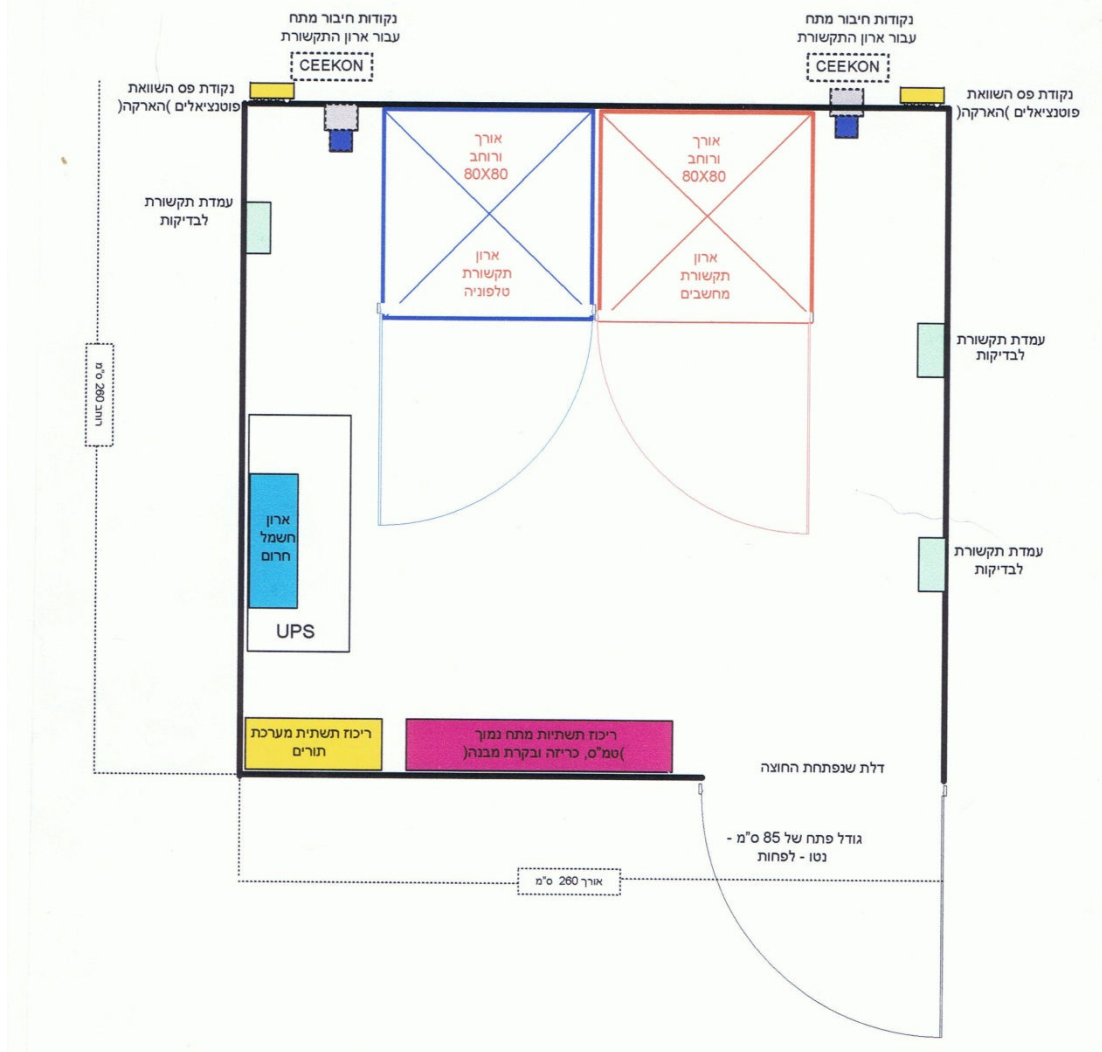 נקודות חיבור מתח
עבור ארון התקשורת
CEEKON
נקודות חיבור מתח
עבור ארון התקשורת
CEEKON
נקודת פס השוואת
פוטנציאלים )הארקה(
נקודת פס השוואת
פוטנציאלים )הארקה(
אורך
ורוחב
80X80
ארון
תקשורת
מחשבים
אורך
ורוחב
80X80
ארון
תקשורת
טלפוניה
עמדת תקשורת
לבדיקות
עמדת תקשורת
לבדיקות
עמדת תקשורת
לבדיקות
רוחב 260 ס"מ
ארון
חשמל
חרום
UPS
ריכוז תשתיות מתח נמוך
)טמ"ס, כריזה ובקרת מבנה(
ריכוז תשתית מערכת
תורים
דלת שנפתחת החוצה
גודל פתח של 85 ס"מ -
נטו - לפחות
אורך 260 ס"מ